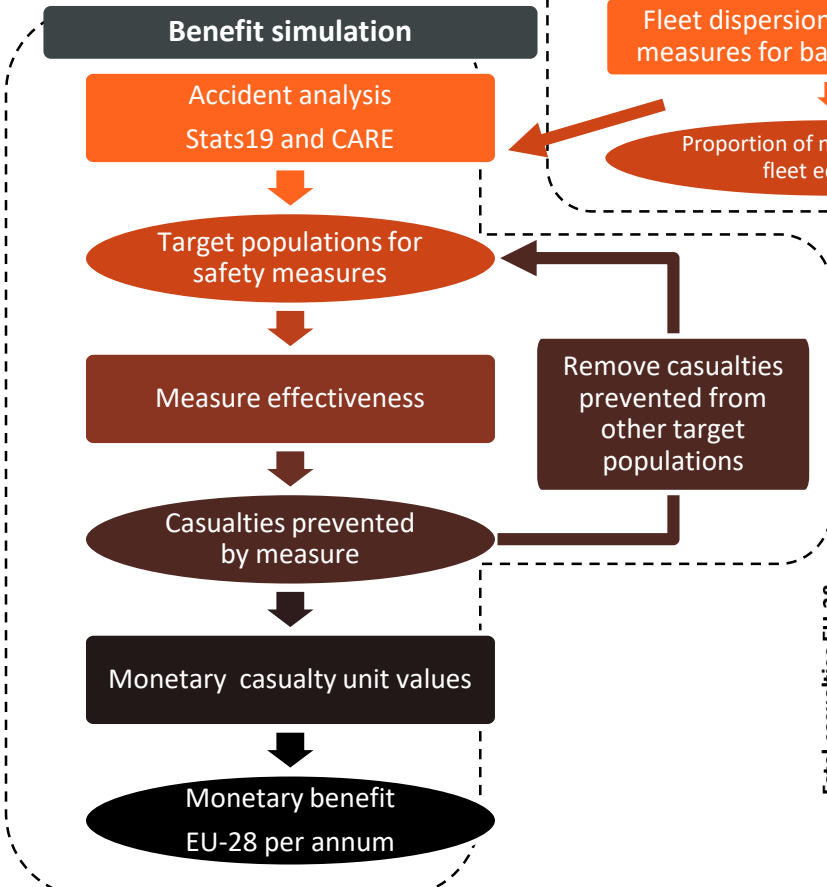 Benefit simulation
Accident analysis
Stats19 and CARE
Target populations for
safety measures
Measure effectiveness
Casualties prevented
by measure
Monetary casualty unit values
Monetary benefit
EU-28 per annum
Remove casualties
prevented from
other target
populations
Fleet dispersion
measures for
Proportion of
fleet